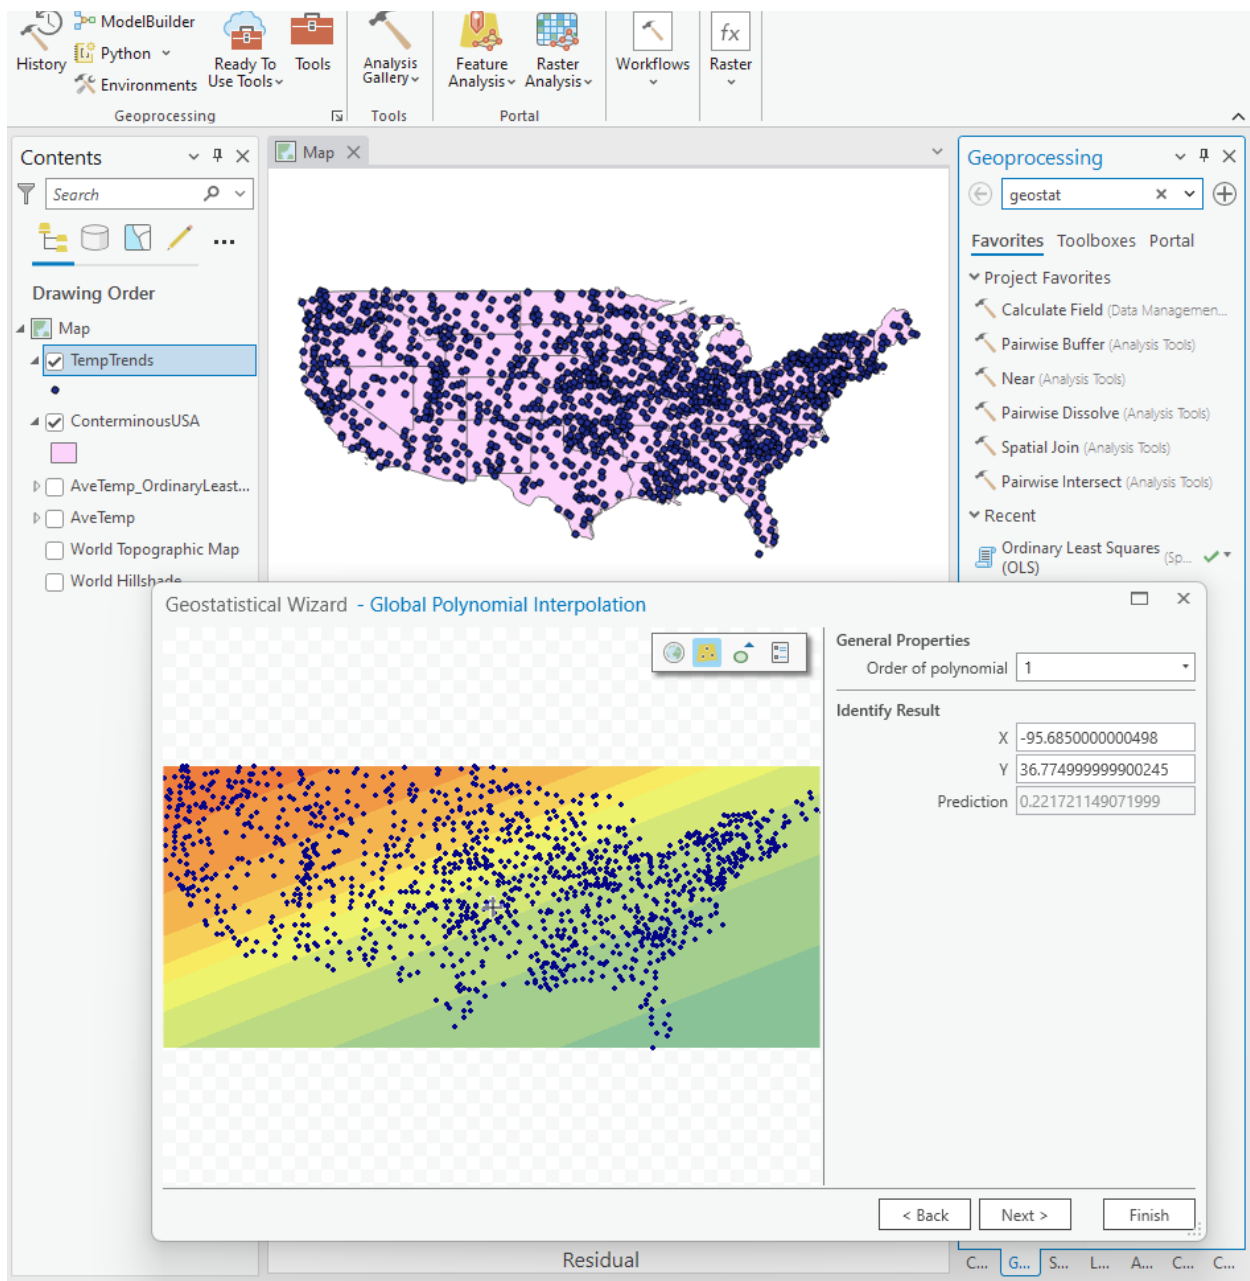 History
ModelBuilder
Python
Environments
Ready To
Use Tools
Tools
Geoprocessing
Analysis
Gallery
Tools
Feature
Analysis
Raster
Analysis
Portal
Workflows
fx
Raster
Contents
Search
Drawing Order
Map
TempTrends
ConterminousUSA
AveTemp_OrdinaryLeast...
AveTemp
World Topographic Map
World Hillshade
Map
Geoprocessing
geostat
Favorites Toolboxes Portal
Project Favorites
Calculate Field (Data Managemen...
Pairwise Buffer (Analysis Tools)
Near (Analysis Tools)
Pairwise Dissolve (Analysis Tools)
Spatial Join (Analysis Tools)
Pairwise Intersect (Analysis Tools)
Recent
Ordinary Least Squares
(OLS) (Sp...
Geostatistical Wizard - Global Polynomial Interpolation
General Properties
Order of polynomial 1
Identify Result
X -95.6850000000498
Y 36.774999999900245
Prediction 0.221721149071999
< Back Next > Finish
Residual
C... G... S... L... A... C... C...